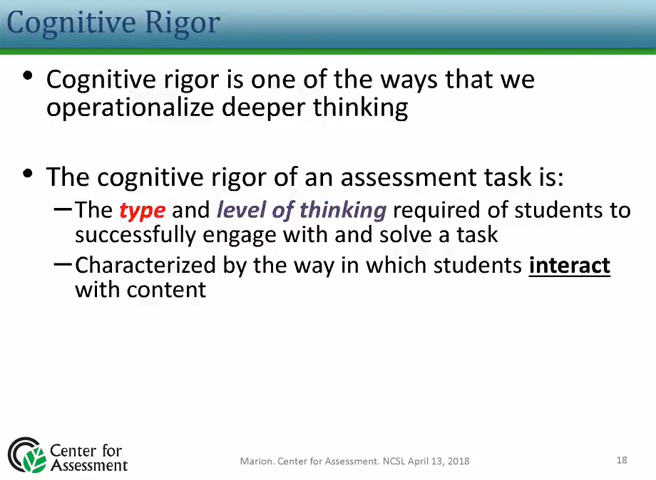 Cognitive Rigor
• Cognitive rigor is one of the ways that we
operationalize deeper thinking
• The cognitive rigor of an assessment task is:
–The type and level of thinking required of students to
successfully engage with and solve a task
–Characterized by the way in which students interact
with content
Center for
Assessment
Marion. Center for Assessment. NCSL April 13, 2018
18